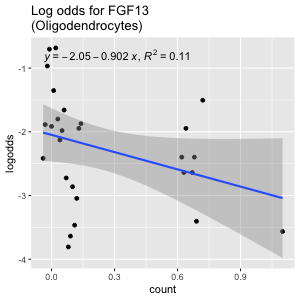 Log odds for FGF13
(Oligodendrocytes)
y = −2.05 − 0.902 x, R² = 0.11
-1
-2
-3
-4
logodds
0.0 0.3 0.6 0.9
count